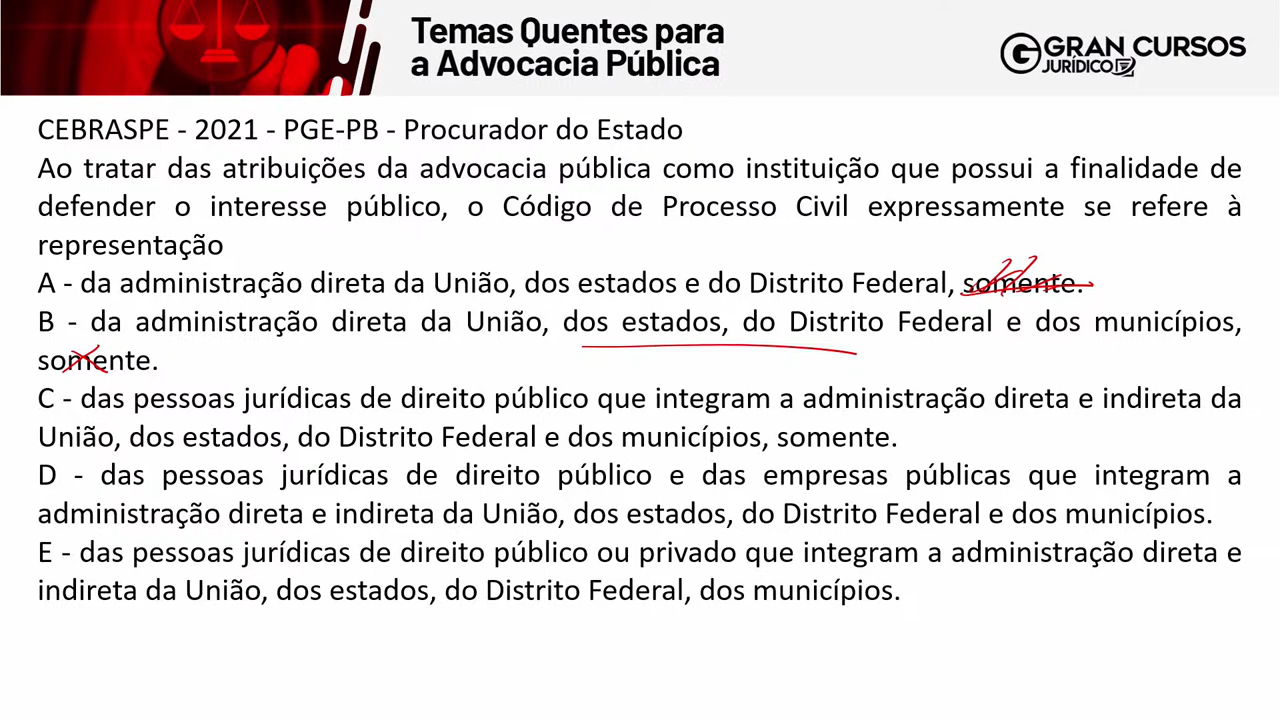 Temas Quentes para
a Advocacia Pública
GRAN CURSOS
JURÍDICO
CEBRASPE - 2021 - PGE-PB - Procurador do Estado
Ao tratar das atribuições da advocacia pública como instituição que possui a finalidade de
defender o interesse público, o Código de Processo Civil expressamente se refere à
representação
A - da administração direta da União, dos estados e do Distrito Federal, somente.
B - da administração direta da União, dos estados, do Distrito Federal e dos municípios,
somente.
C - das pessoas jurídicas de direito público que integram a administração direta e indireta da
União, dos estados, do Distrito Federal e dos municípios, somente.
D - das pessoas jurídicas de direito público e das empresas públicas que integram a
administração direta e indireta da União, dos estados, do Distrito Federal e dos municípios.
E - das pessoas jurídicas de direito público ou privado que integram a administração direta e
indireta da União, dos estados, do Distrito Federal, dos municípios.